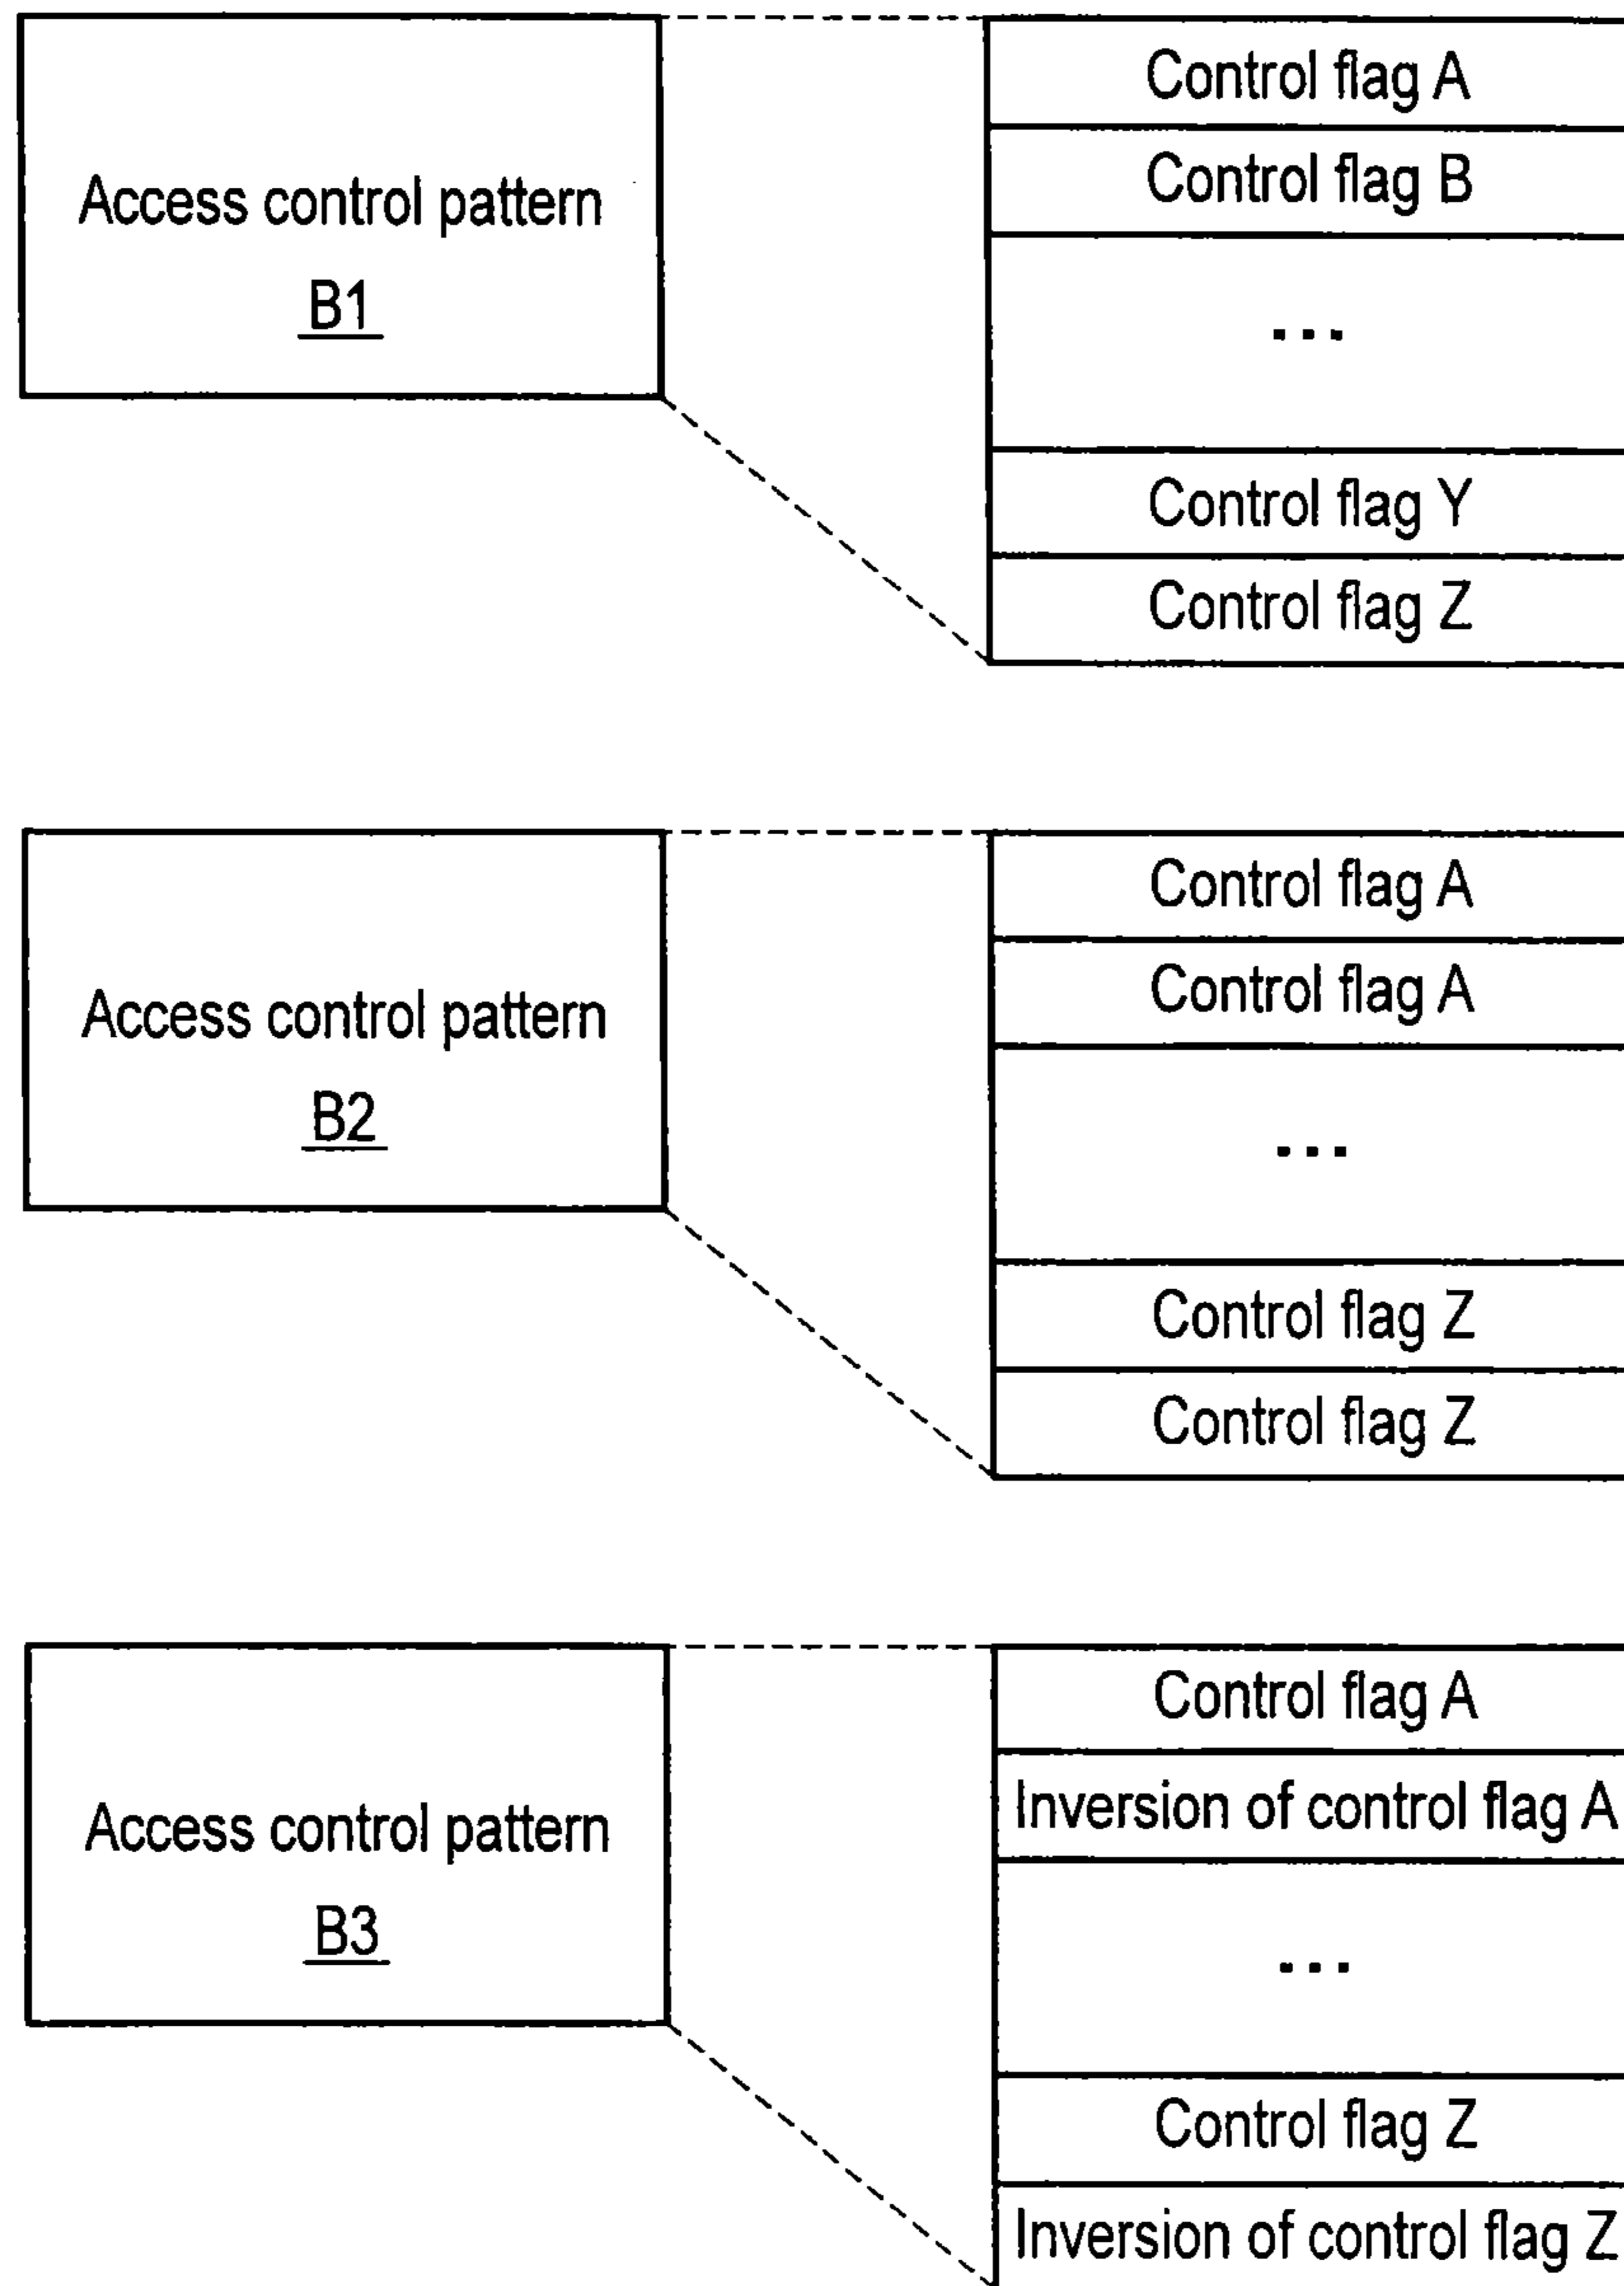 Access control pattern
B1
Control flag A
Control flag B
...
Control flag Y
Control flag Z
Access control pattern
B2
Control flag A
Control flag A
...
Control flag Z
Control flag Z
Access control pattern
B3
Control flag A
Inversion of control flag A
...
Control flag Z
Inversion of control flag Z